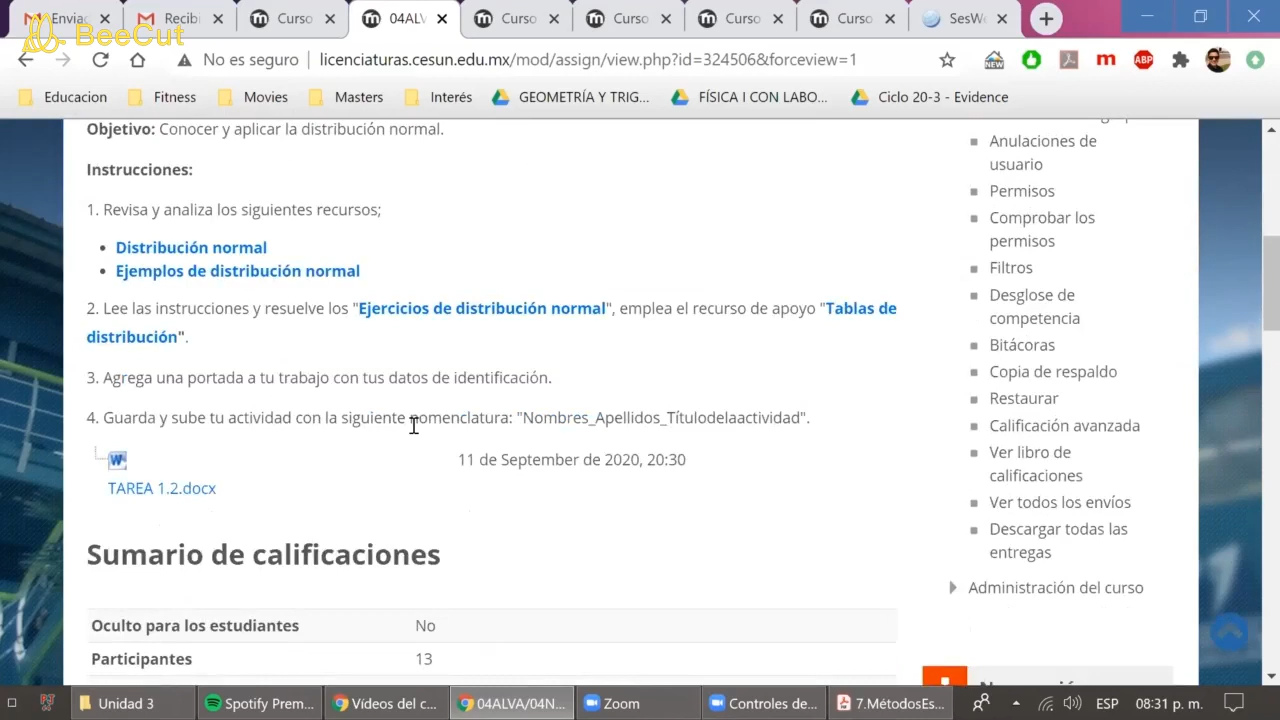 Enviac
Recibi
Curso
04ALV
Curso
Curso
Curso
Curso
SesWe
BeeCut
No es seguro
licenciaturas.cesun.edu.mx/mod/assign/view.php?id=324506&forceview=1
NEW
m
ABP
Educacion
Fitness
Movies
Masters
Interés
GEOMETRÍA Y TRIG...
FÍSICA I CON LABO...
Ciclo 20-3 - Evidence
Objetivo: Conocer y aplicar la distribución normal.
Instrucciones:
1. Revisa y analiza los siguientes recursos;
Distribución normal
Ejemplos de distribución normal
2. Lee las instrucciones y resuelve los "Ejercicios de distribución normal", emplea el recurso de apoyo "Tablas de
distribución".
3. Agrega una portada a tu trabajo con tus datos de identificación.
4. Guarda y sube tu actividad con la siguiente nomenclatura: "Nombres_Apellidos_Títulodelaactividad".
11 de September de 2020, 20:30
TAREA 1.2.docx
Sumario de calificaciones
Oculto para los estudiantes No
Participantes 13
Anulaciones de
usuario
Permisos
Comprobar los
permisos
Filtros
Desglose de
competencia
Bitácoras
Copia de respaldo
Restaurar
Calificación avanzada
Ver libro de
calificaciones
Ver todos los envíos
Descargar todas las
entregas
Administración del curso
Unidad 3
Spotify Prem...
Vídeos del c...
04ALVA/04N...
Zoom
Controles de...
7.MétodosEs...
ESP
08:31 p. m.